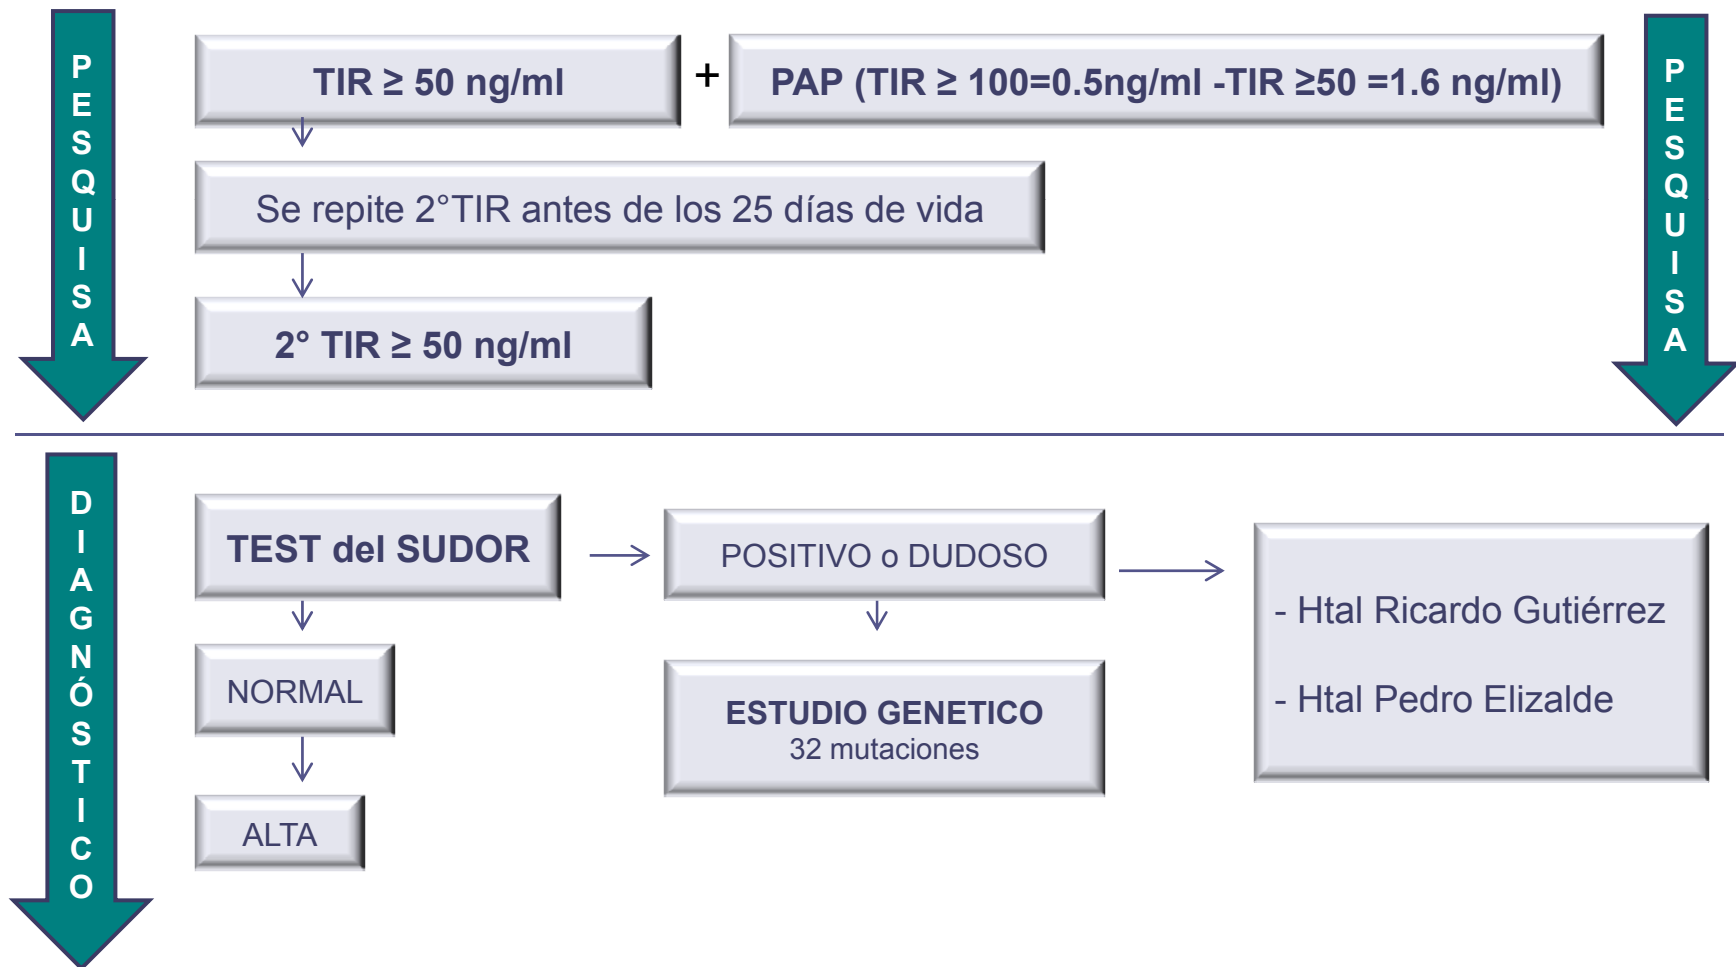 PESQUISA
TIR ≥ 50 ng/ml
+
PAP (TIR ≥ 100=0.5ng/ml -TIR ≥50 =1.6 ng/ml)
PESQUISA
Se repite 2°TIR antes de los 25 días de vida
2° TIR ≥ 50 ng/ml
DIAGNÓSTICO
TEST del SUDOR
POSITIVO o DUDOSO
- Htal Ricardo Gutiérrez
- Htal Pedro Elizalde
NORMAL
ESTUDIO GENETICO
32 mutaciones
ALTA